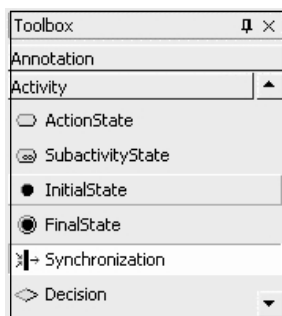 Toolbox
Annotation
Activity
ActionState
SubactivityState
InitialState
FinalState
Synchronization
Decision